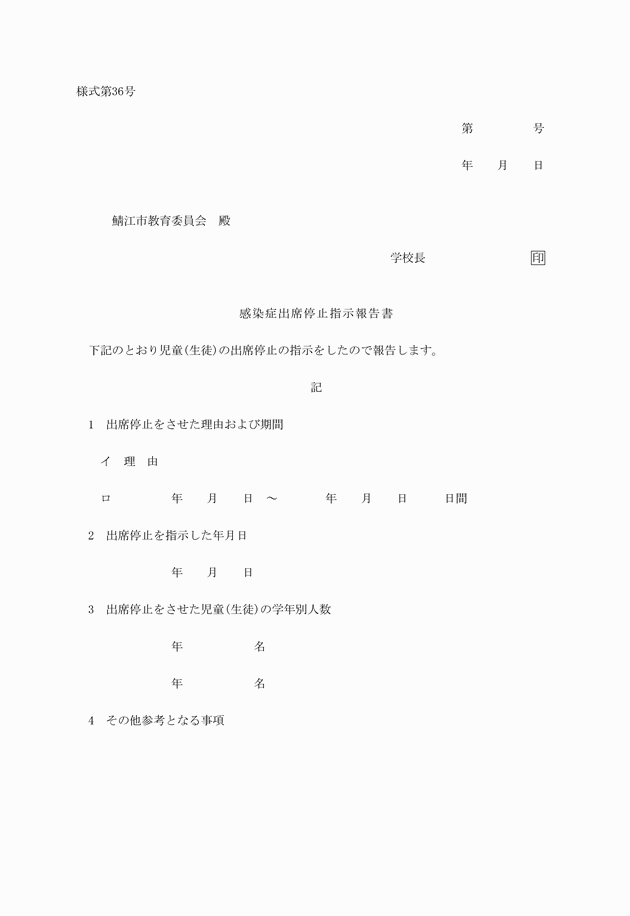 様式第36号
第　　　　　号
年　　月　　日
鯖江市教育委員会　殿
学校長　　　　　　　　　印
感染症出席停止指示報告書
下記のとおり児童(生徒)の出席停止の指示をしたので報告します。
記
1　出席停止をさせた理由および期間
イ　理　由
ロ　　　　　年　　月　　日　～　　　　年　　月　　日　　　日間
2　出席停止を指示した年月日
年　　月　　日
3　出席停止をさせた児童(生徒)の学年別人数
年　　　　　　名
年　　　　　　名
4　その他参考となる事項